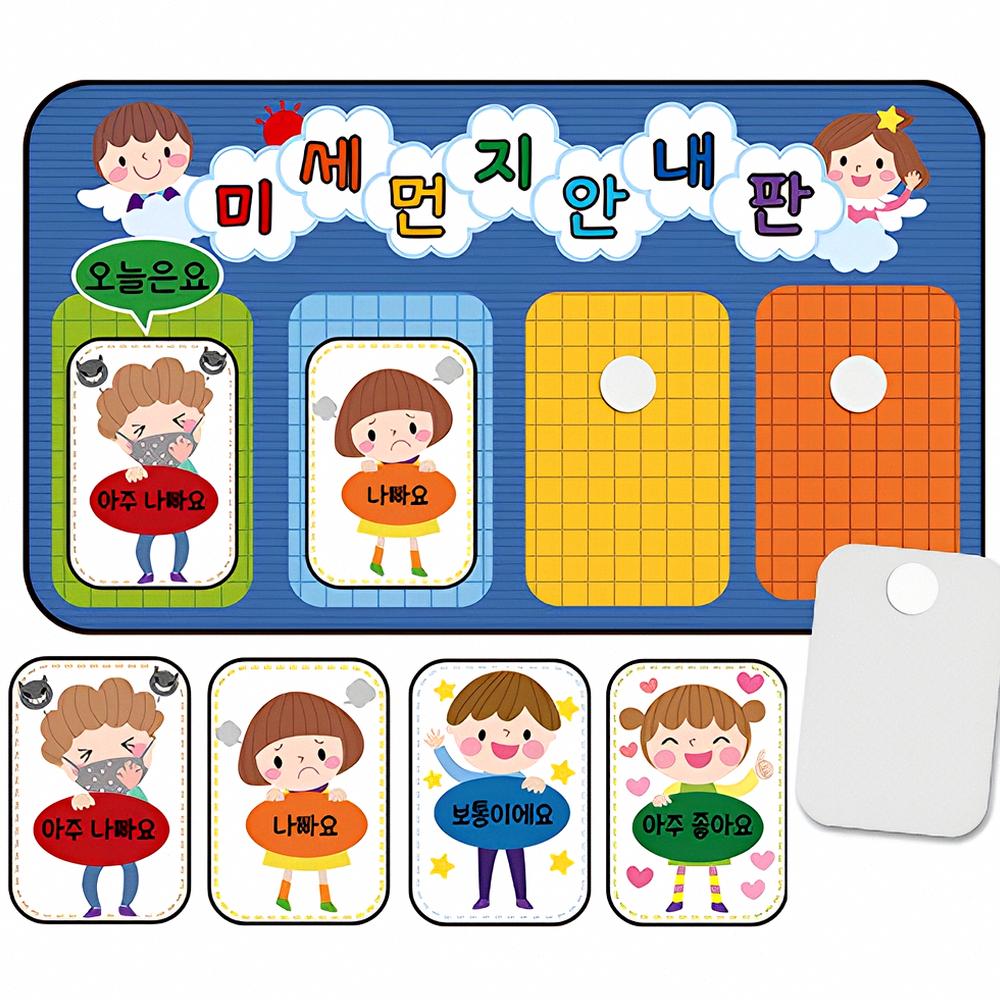 미세먼지안내판
오늘은요
아주 나빠요
나빠요
아주 나빠요
나빠요
보통이에요
아주 좋아요